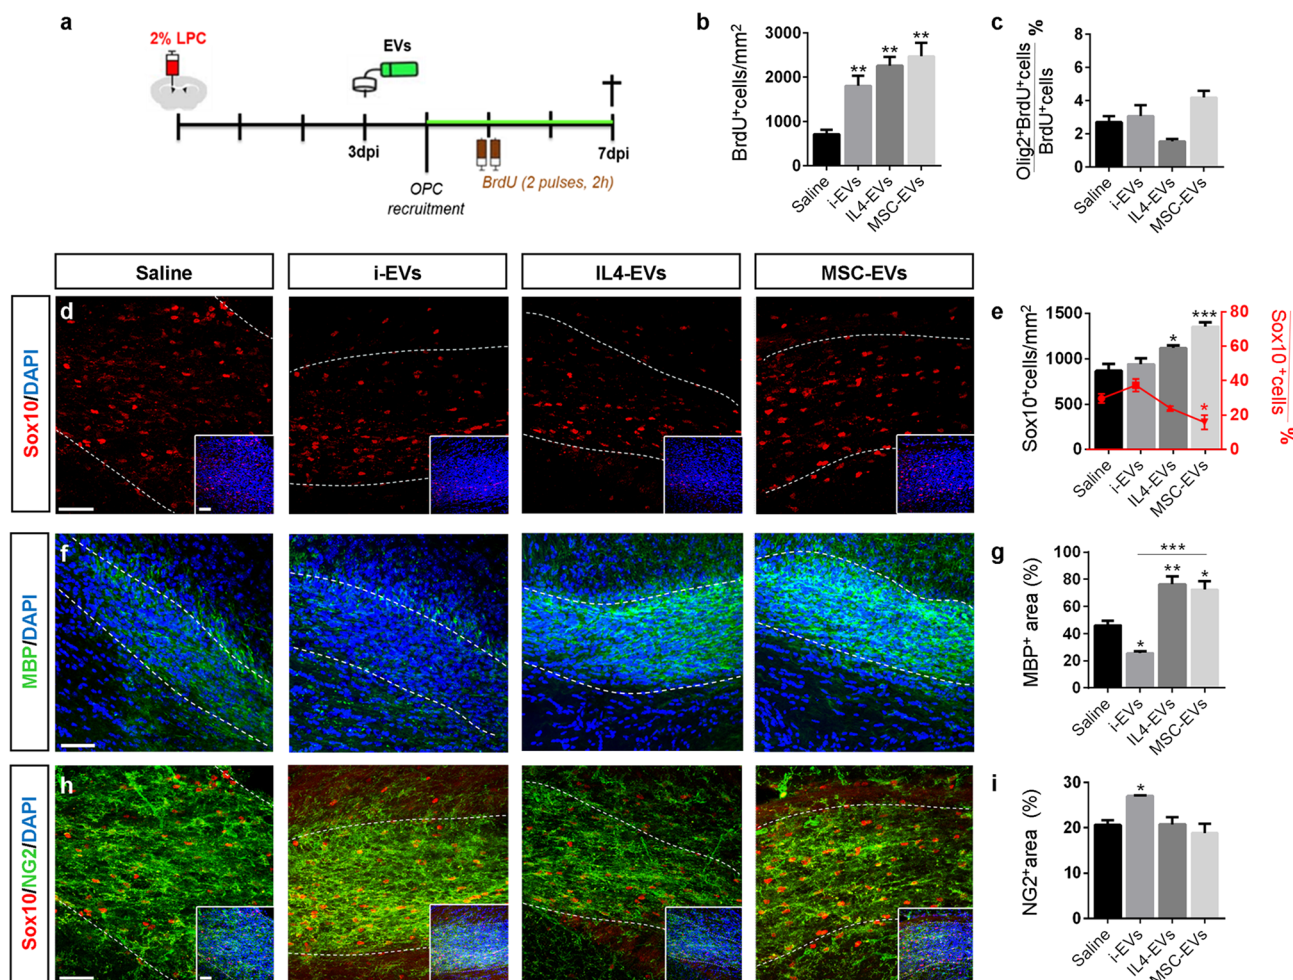 a
2% LPC
EVs
3dpi
7dpi
OPC
recruitment
BrdU (2 pulses, 2h)
b
BrdU⁺cells/mm²
3000
2000
1000
0
**
**
**
Saline
i-EVs
IL4-EVs
MSC-EVs
c
Olig2⁺BrdU⁺cells
BrdU⁺cells
%
8
6
4
2
0
Saline
i-EVs
IL4-EVs
MSC-EVs
Saline
i-EVs
IL4-EVs
MSC-EVs
Sox10/DAPI
d
e
Sox10⁺cells/mm²
1500
1000
500
0
*
***
*
80
60
40
20
0
Sox10 ⁺cells
%
Saline
i-EVs
IL4-EVs
MSC-EVs
MBP/DAPI
f
g
MBP⁺ area (%)
100
80
60
40
20
0
***
*
**
*
Saline
i-EVs
IL4-EVs
MSC-EVs
Sox10/NG2/DAPI
h
i
NG2⁺area (%)
30
20
10
0
*
Saline
i-EVs
IL4-EVs
MSC-EVs